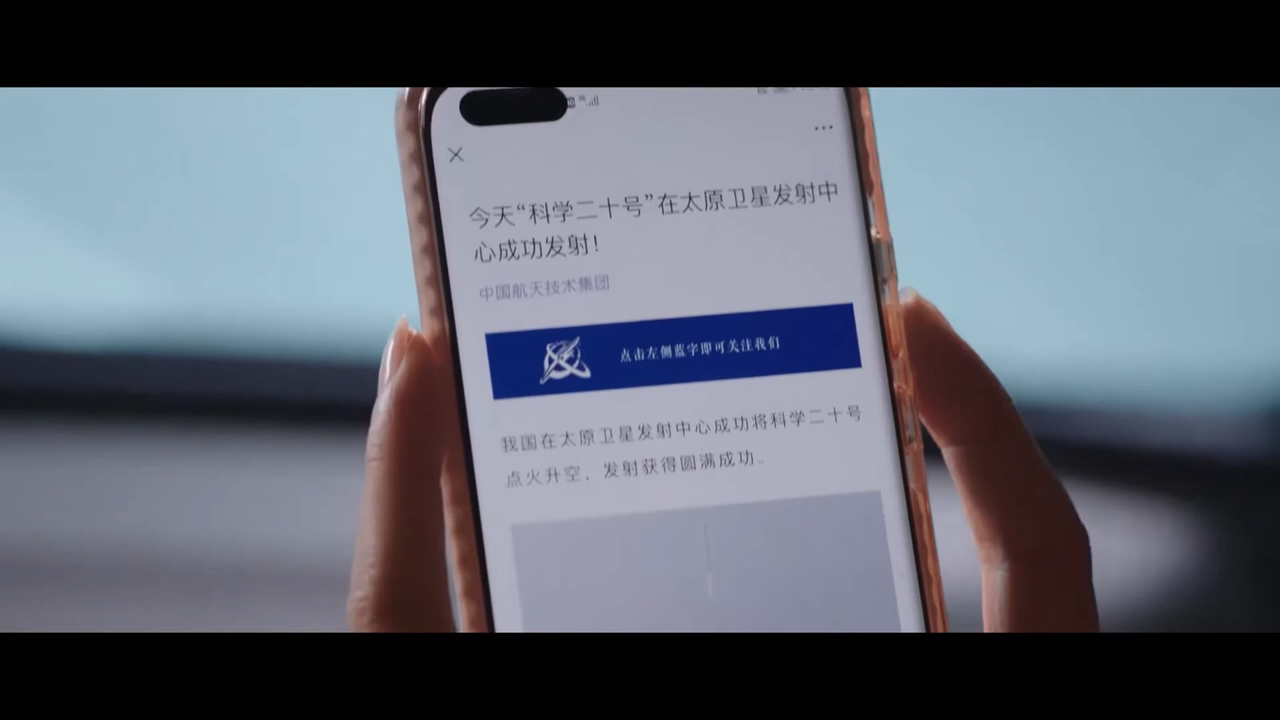 今天“科学二十号”在太原卫星发射中
心成功发射！
中国航天技术集团
点击左侧蓝字即可关注我们
我国在太原卫星发射中心成功将科学二十号
点火升空，发射获得圆满成功。